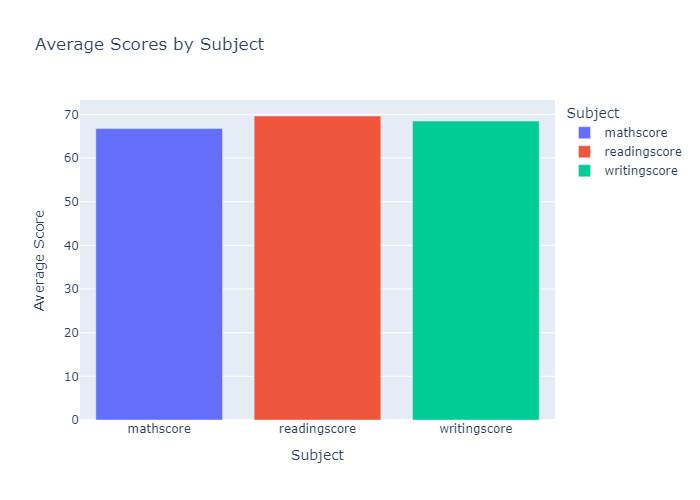 Average Scores by Subject
Average Score
70
60
50
40
30
20
10
0
mathscore readingscore writingscore
Subject
Subject
mathscore
readingscore
writingscore